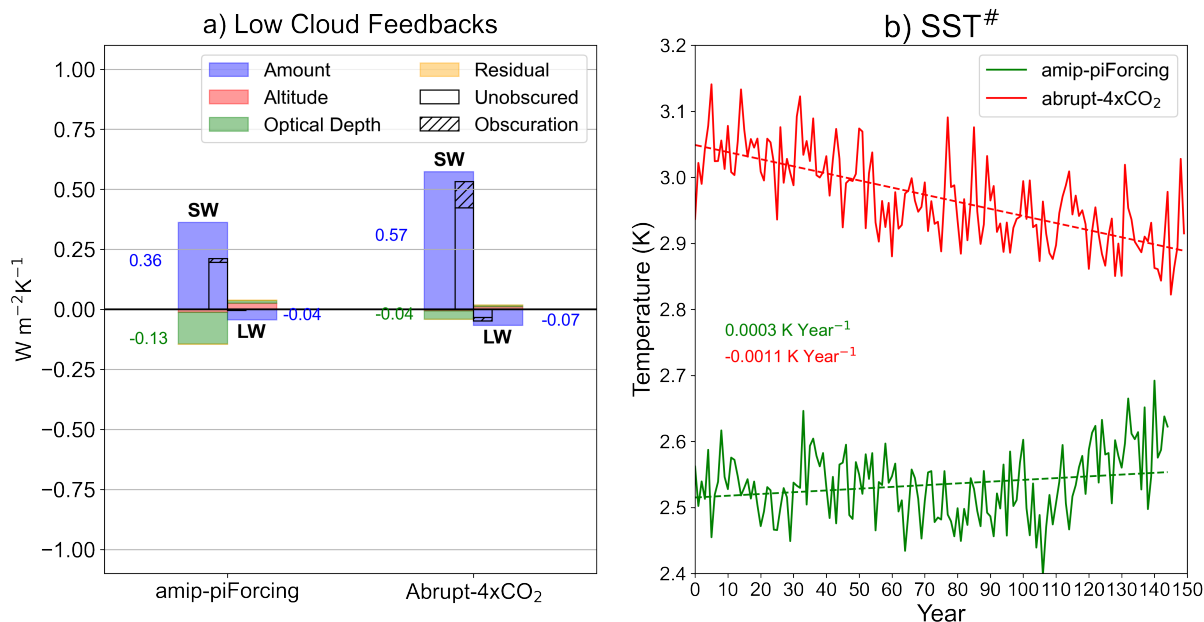 a) Low Cloud Feedbacks
1.00
0.75
0.50
0.25
0.00
−0.25
−0.50
−0.75
−1.00
W m−2K−1
Amount
Altitude
Optical Depth
Residual
Unobscured
Obscuration
SW
0.36
-0.13
LW
-0.04
SW
0.57
-0.04
LW
-0.07
amip-piForcing
Abrupt-4xCO2
b) SST#
3.2
3.1
3.0
2.9
2.8
2.7
2.6
2.5
2.4
Temperature (K)
amip-piForcing
abrupt-4xCO2
0.0003 K Year−1
-0.0011 K Year−1
0 10 20 30 40 50 60 70 80 90 100 110 120 130 140 150
Year